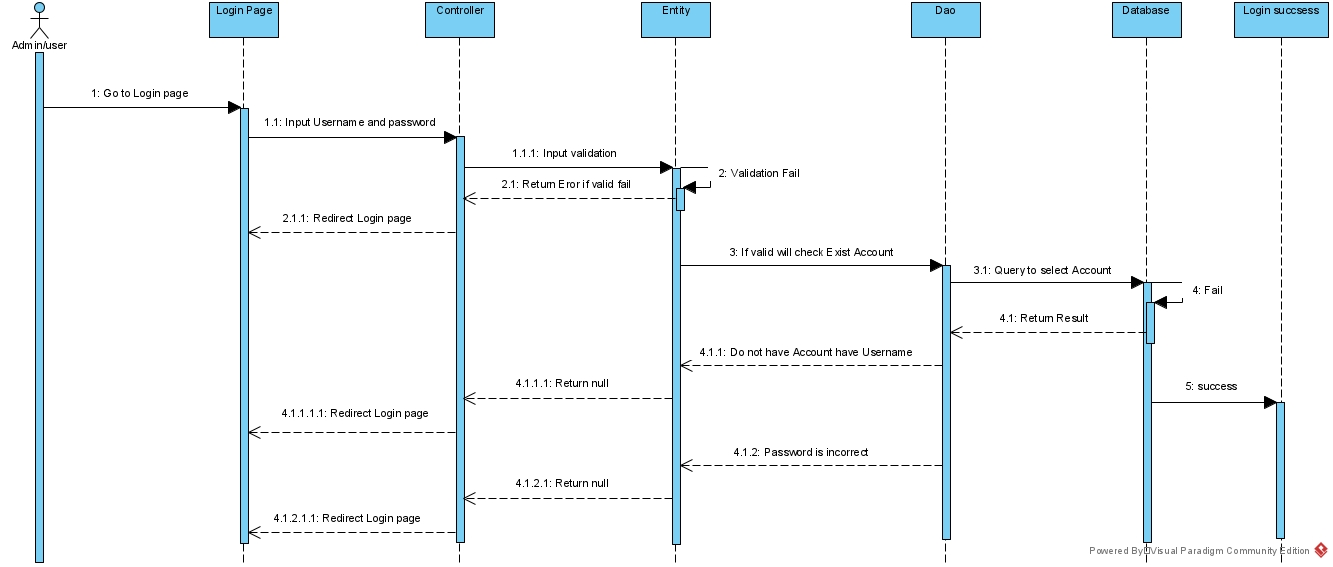 Login Page
Controller
Entity
Dao
Database
Login succsess
Admin/user
1: Go to Login page
1.1: Input Username and password
1.1.1: Input validation
2: Validation Fail
2.1: Return Eror if valid fail
2.1.1: Redirect Login page
3: If valid will check Exist Account
3.1: Query to select Account
4: Fail
4.1: Return Result
4.1.1: Do not have Account have Username
4.1.1.1: Return null
5: success
4.1.1.1.1: Redirect Login page
4.1.2: Password is incorrect
4.1.2.1: Return null
4.1.2.1.1: Redirect Login page
Powered By Visual Paradigm Community Edition